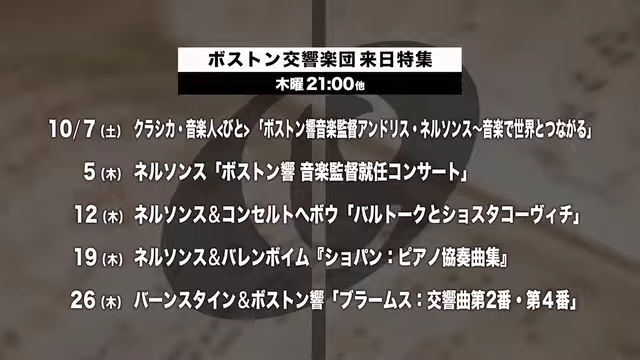 ボストン交響楽団 来日特集
木曜 21:00他
10/7(土) クラシカ・音楽人<びと>「ボストン響音楽監督アンドリス・ネルソンス〜音楽で世界とつながる」
5(木) ネルソンス「ボストン響 音楽監督就任コンサート」
12(木) ネルソンス&コンセルトヘボウ「バルトークとショスタコーヴィチ」
19(木) ネルソンス&バレンボイム『ショパン:ピアノ協奏曲集』
26(木) バーンスタイン&ボストン響「ブラームス:交響曲第2番・第4番」